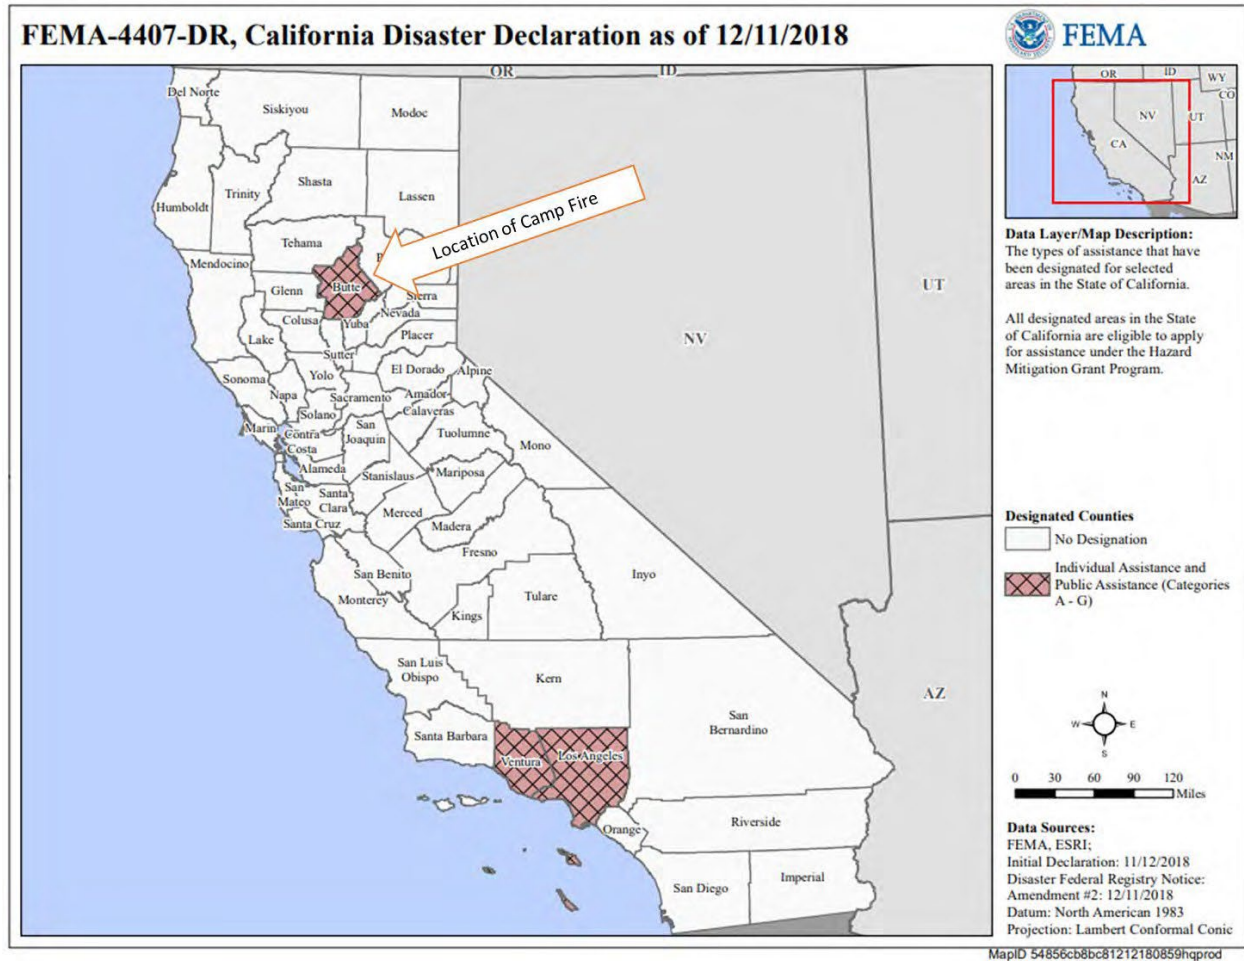 FEMA-4407-DR, California Disaster Declaration as of 12/11/2018
FEMA
OR
ID
Del Norte
Siskiyou
Modoc
Humboldt
Trinity
Shasta
Lassen
Location of Camp Fire
Tehama
Mendocino
Glenn
Butte
Sierra
Colusa
Yuba
Nevada
Lake
Placer
Sutter
Sonoma
Yolo
El Dorado
Alpine
Napa
Sacramento
Amador
Solano
Calaveras
Marin
Contra
Costa
San
Joaquin
Tuolumne
Mono
Alameda
Stanislaus
Mariposa
San
Mateo
Santa
Clara
Merced
Santa Cruz
Madera
Fresno
San Benito
Inyo
Monterey
Tulare
Kings
San Luis
Obispo
Kern
San
Bernardino
Santa Barbara
Ventura
Los Angeles
Orange
Riverside
San Diego
Imperial
NV
UT
AZ
OR
ID
WY
CO
NV
UT
CA
NM
AZ
Data Layer/Map Description:
The types of assistance that have
been designated for selected
areas in the State of California.
All designated areas in the State
of California are eligible to apply
for assistance under the Hazard
Mitigation Grant Program.
Designated Counties
No Designation
Individual Assistance and
Public Assistance (Categories
A - G)
N
W E
S
0 30 60 90 120
Miles
Data Sources:
FEMA, ESRI;
Initial Declaration: 11/12/2018
Disaster Federal Registry Notice:
Amendment #2: 12/11/2018
Datum: North American 1983
Projection: Lambert Conformal Conic
MapID 54856cb8bc81212180859hqprod